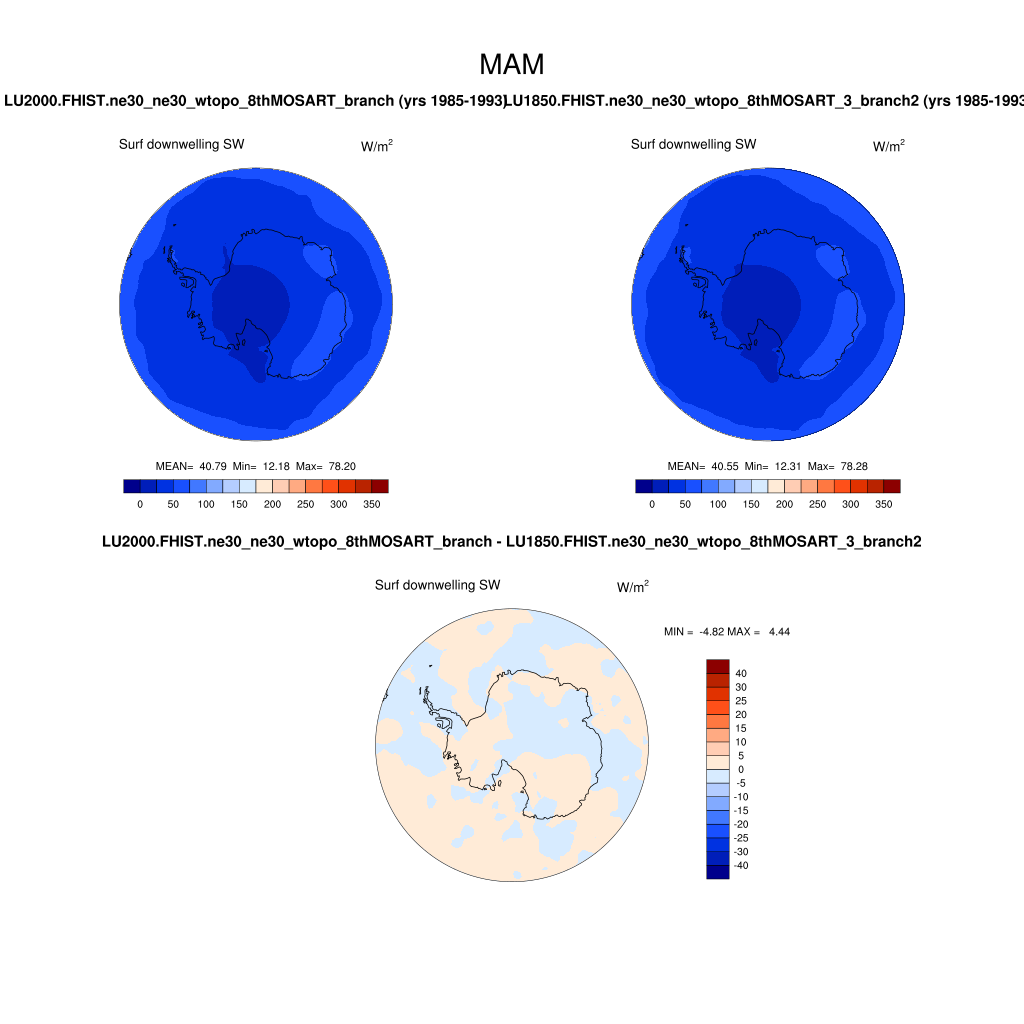 MAM
LU2000.FHIST.ne30_ne30_wtopo_8thMOSART_branch (yrs 1985-1993)
LU1850.FHIST.ne30_ne30_wtopo_8thMOSART_3_branch2 (yrs 1985-1993
Surf downwelling SW W/m²
Surf downwelling SW W/m²
MEAN= 40.79 Min= 12.18 Max= 78.20
MEAN= 40.55 Min= 12.31 Max= 78.28
0 50 100 150 200 250 300 350
0 50 100 150 200 250 300 350
LU2000.FHIST.ne30_ne30_wtopo_8thMOSART_branch - LU1850.FHIST.ne30_ne30_wtopo_8thMOSART_3_branch2
Surf downwelling SW W/m²
MIN = -4.82 MAX = 4.44
40
30
25
20
15
10
5
0
-5
-10
-15
-20
-25
-30
-40